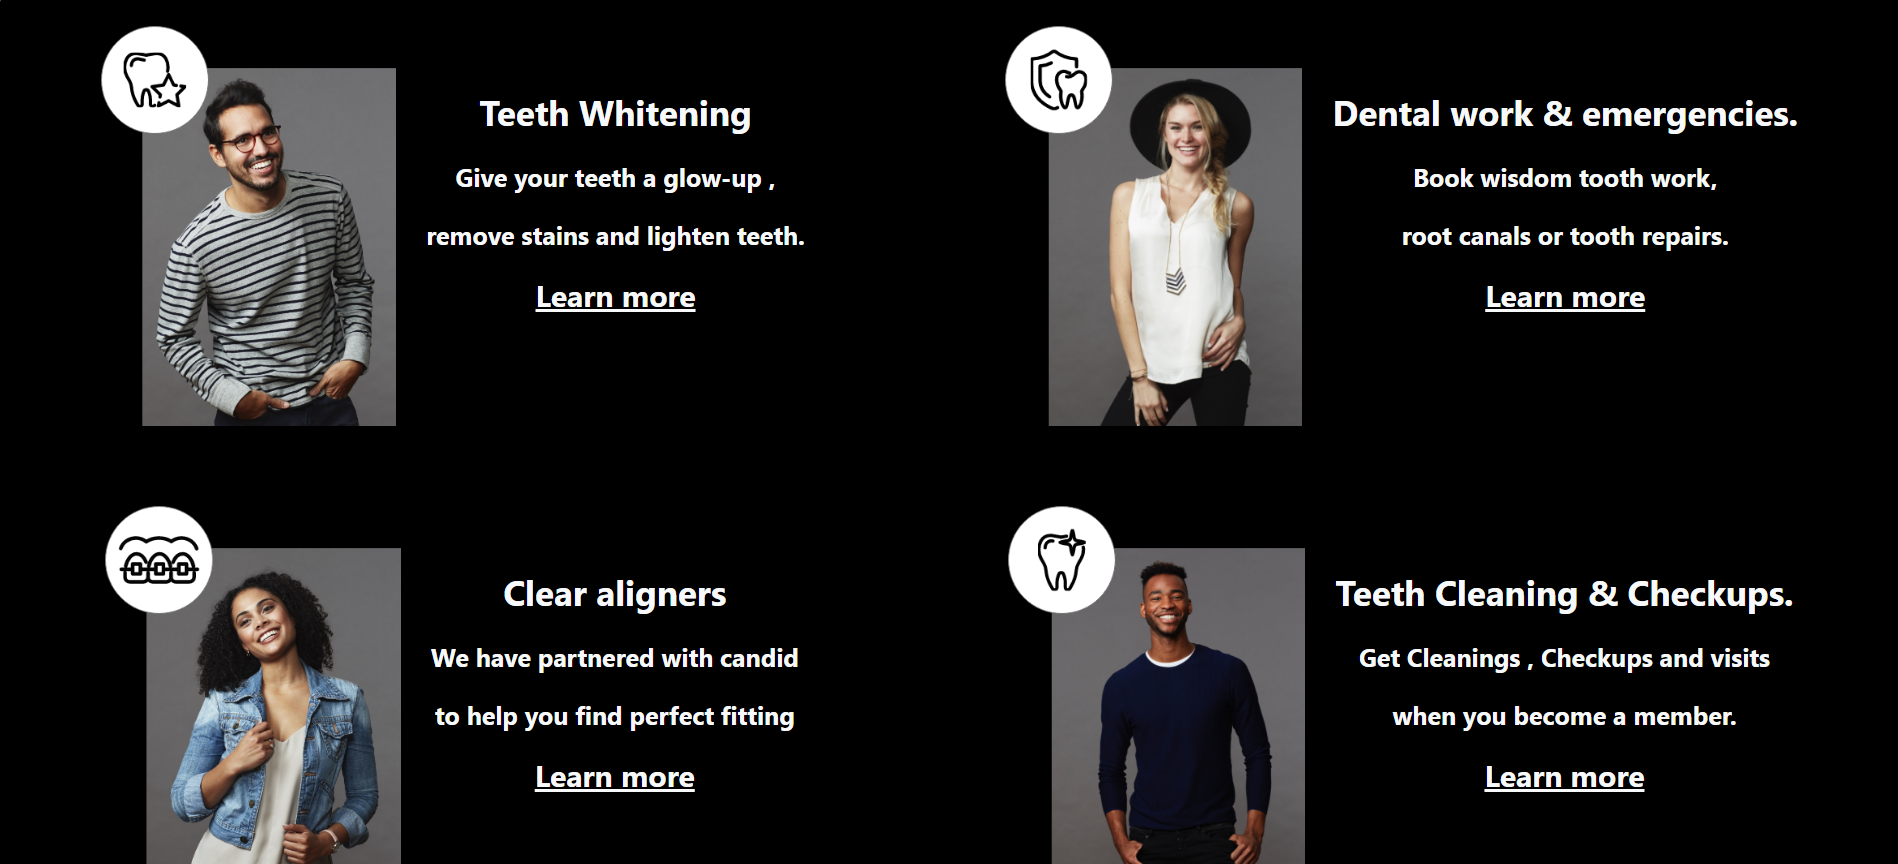 Teeth Whitening
Give your teeth a glow-up ,
remove stains and lighten teeth.
Learn more
Dental work & emergencies.
Book wisdom tooth work,
root canals or tooth repairs.
Learn more
Clear aligners
We have partnered with candid
to help you find perfect fitting
Learn more
Teeth Cleaning & Checkups.
Get Cleanings , Checkups and visits
when you become a member.
Learn more